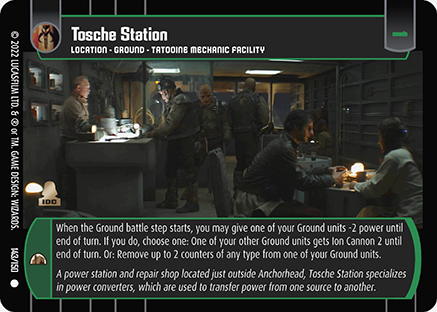 Tosche Station
LOCATION - GROUND - TATOOINE MECHANIC FACILITY
© 2022 LUCASFILM LTD. & ® or TM. GAME DESIGN: WIZARDS.
143/150
100
When the Ground battle step starts, you may give one of your Ground units -2 power until
end of turn. If you do, choose one: One of your other Ground units gets Ion Cannon 2 until
end of turn. Or: Remove up to 2 counters of any type from one of your Ground units.
A power station and repair shop located just outside Anchorhead, Tosche Station specializes
in power converters, which are used to transfer power from one source to another.